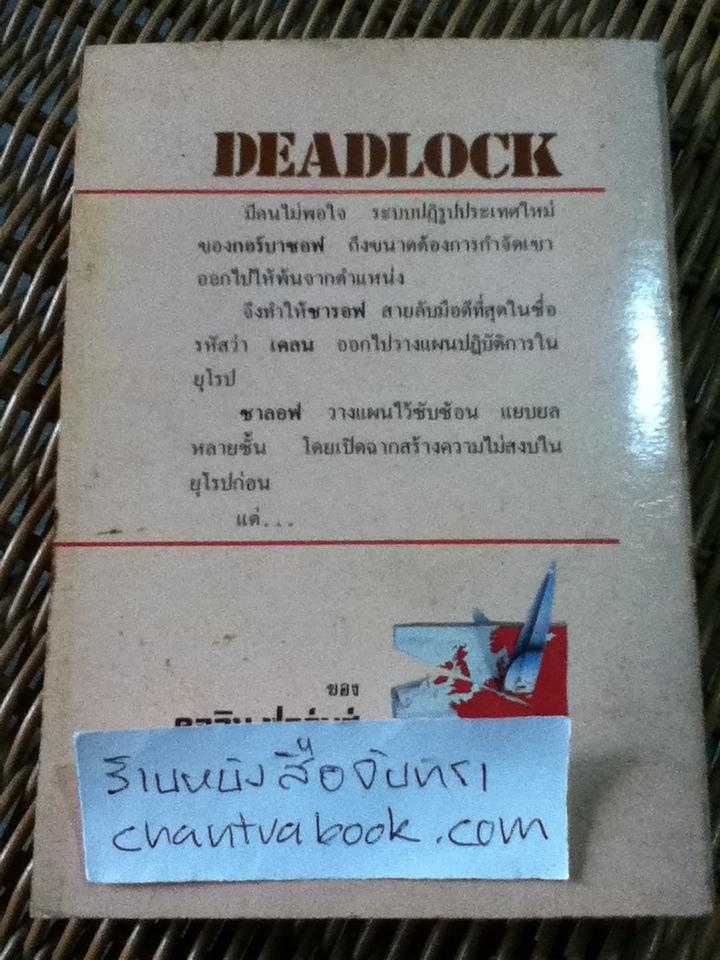 DEADLOCK
มีคนไม่พอใจ ระบบปฏิรูปประเทศใหม่
ของกอร์บาชอฟ ถึงขนาดต้องการกำจัดเขา
ออกไปให้พ้นจากตำแหน่ง
จึงทำให้ชารอฟ สายลับมือดีที่สุดในชื่อ
รหัสว่า เคลน ออกไปวางแผนปฏิบัติการใน
ยุโรป
ชาลอฟ วางแผนไว้ซับซ้อน แยบยล
หลายชั้น โดยเปิดฉากสร้างความไม่สงบใน
ยุโรปก่อน
แต่...
ของ
ร้านหนังสือจันทรา
chantrabook.com